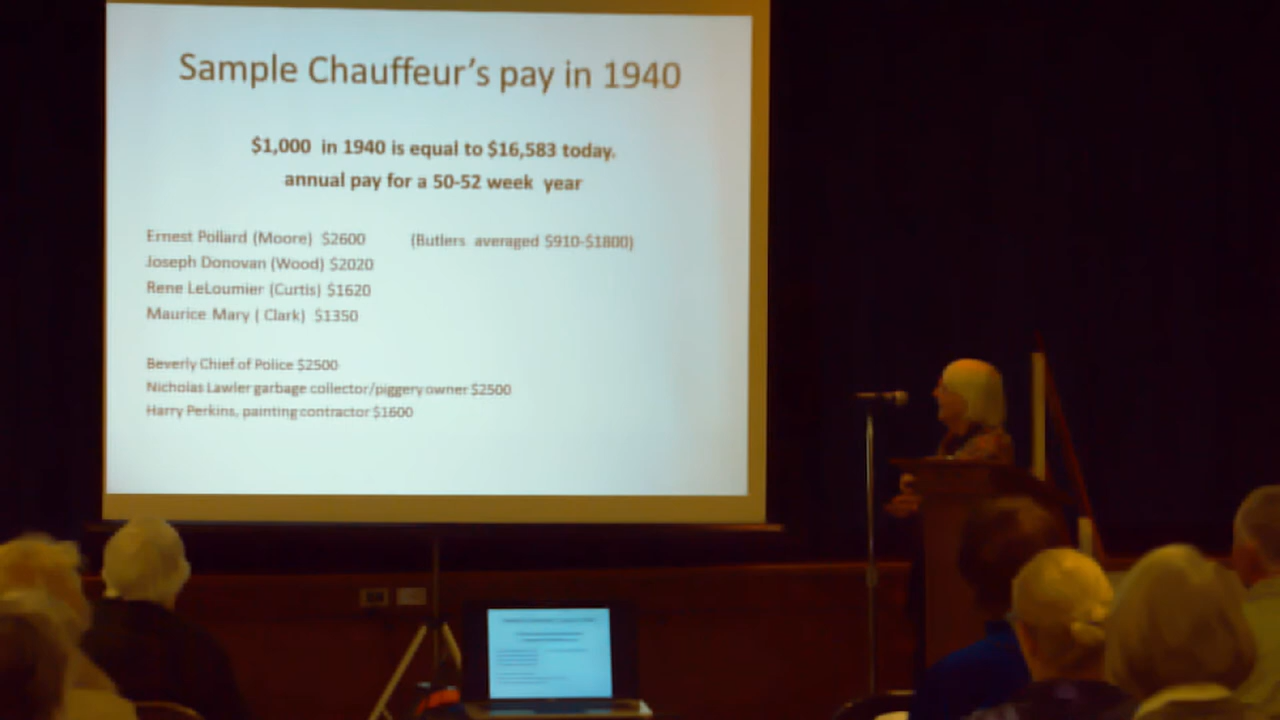 Sample Chauffeur's pay in 1940
$1,000 in 1940 is equal to $16,583 today.
annual pay for a 50-52 week year
Ernest Pollard (Moore) $2600 (Butlers averaged $910-$1800)
Joseph Donovan (Wood) $2020
Rene LeLoumier (Curtis) $1620
Maurice Mary ( Clark) $1350
Beverly Chief of Police $2500
Nicholas Lawler garbage collector/piggery owner $2500
Harry Perkins, painting contractor $1600